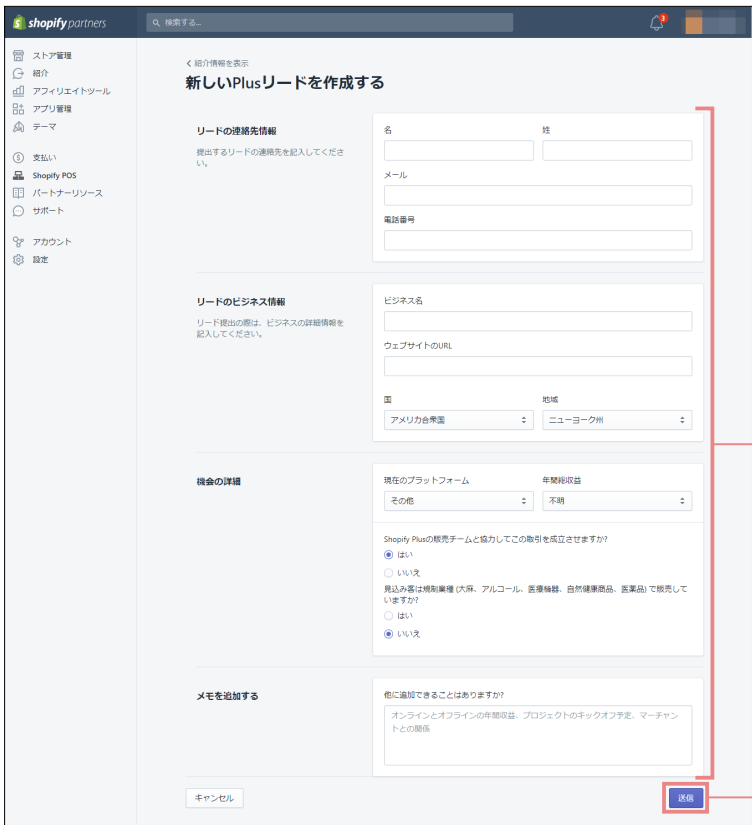 shopify partners
検索する...
3
ストア管理
紹介
アフィリエイトツール
アプリ管理
テーマ
支払い
Shopify POS
パートナーリソース
サポート
アカウント
設定
紹介情報を表示
新しいPlusリードを作成する
リードの連絡先情報
提出するリードの連絡先を記入してくださ
い。
名
姓
メール
電話番号
リードのビジネス情報
リード提出の際は、ビジネスの詳細情報を
記入してください。
ビジネス名
ウェブサイトのURL
国
地域
アメリカ合衆国
ニューヨーク州
機会の詳細
現在のプラットフォーム
年間総収益
その他
不明
Shopify Plusの販売チームと協力してこの取引を成立させますか?
はい
いいえ
見込み客は規制業種 (大麻、アルコール、医療機器、自然健康商品、医薬品) で販売して
いますか?
はい
いいえ
メモを追加する
他に追加できることはありますか?
オンラインとオフラインの年間収益、プロジェクトのキックオフ予定、マーチャン
トとの関係
キャンセル
送信